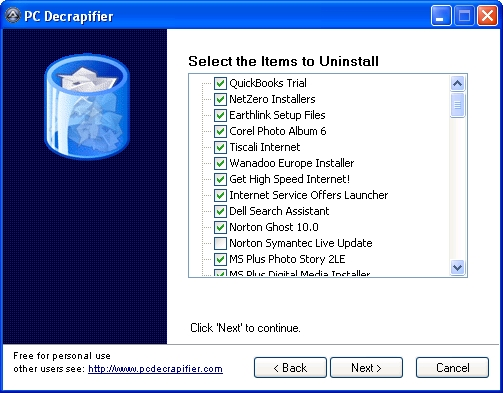 PC Decrapifier
Select the Items to Uninstall
QuickBooks Trial
NetZero Installers
Earthlink Setup Files
Corel Photo Album 6
Tiscali Internet
Wanadoo Europe Installer
Get High Speed Internet!
Internet Service Offers Launcher
Dell Search Assistant
Norton Ghost 10.0
Norton Symantec Live Update
MS Plus Photo Story 2LE
MS Plus Digital Media Installer
Click 'Next' to continue.
Free for personal use
other users see: http://www.pcdecrapifier.com
< Back Next > Cancel